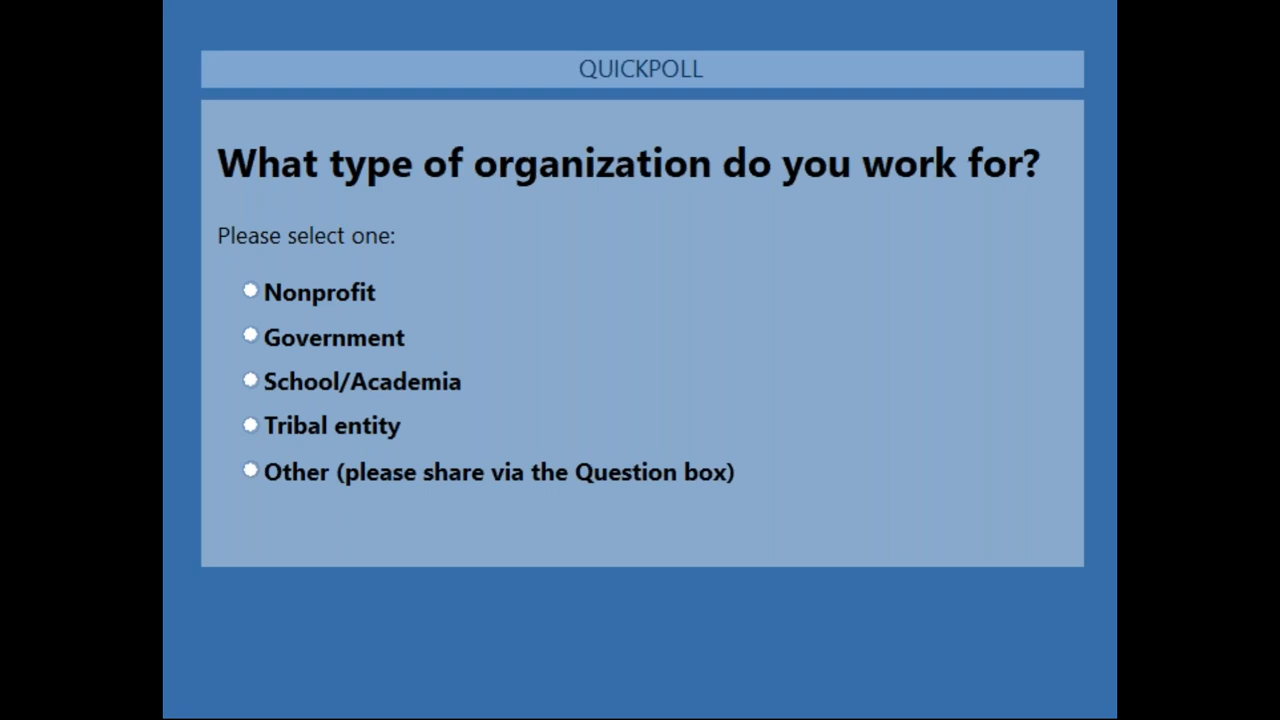 QUICKPOLL
What type of organization do you work for?
Please select one:
Nonprofit
Government
School/Academia
Tribal entity
Other (please share via the Question box)